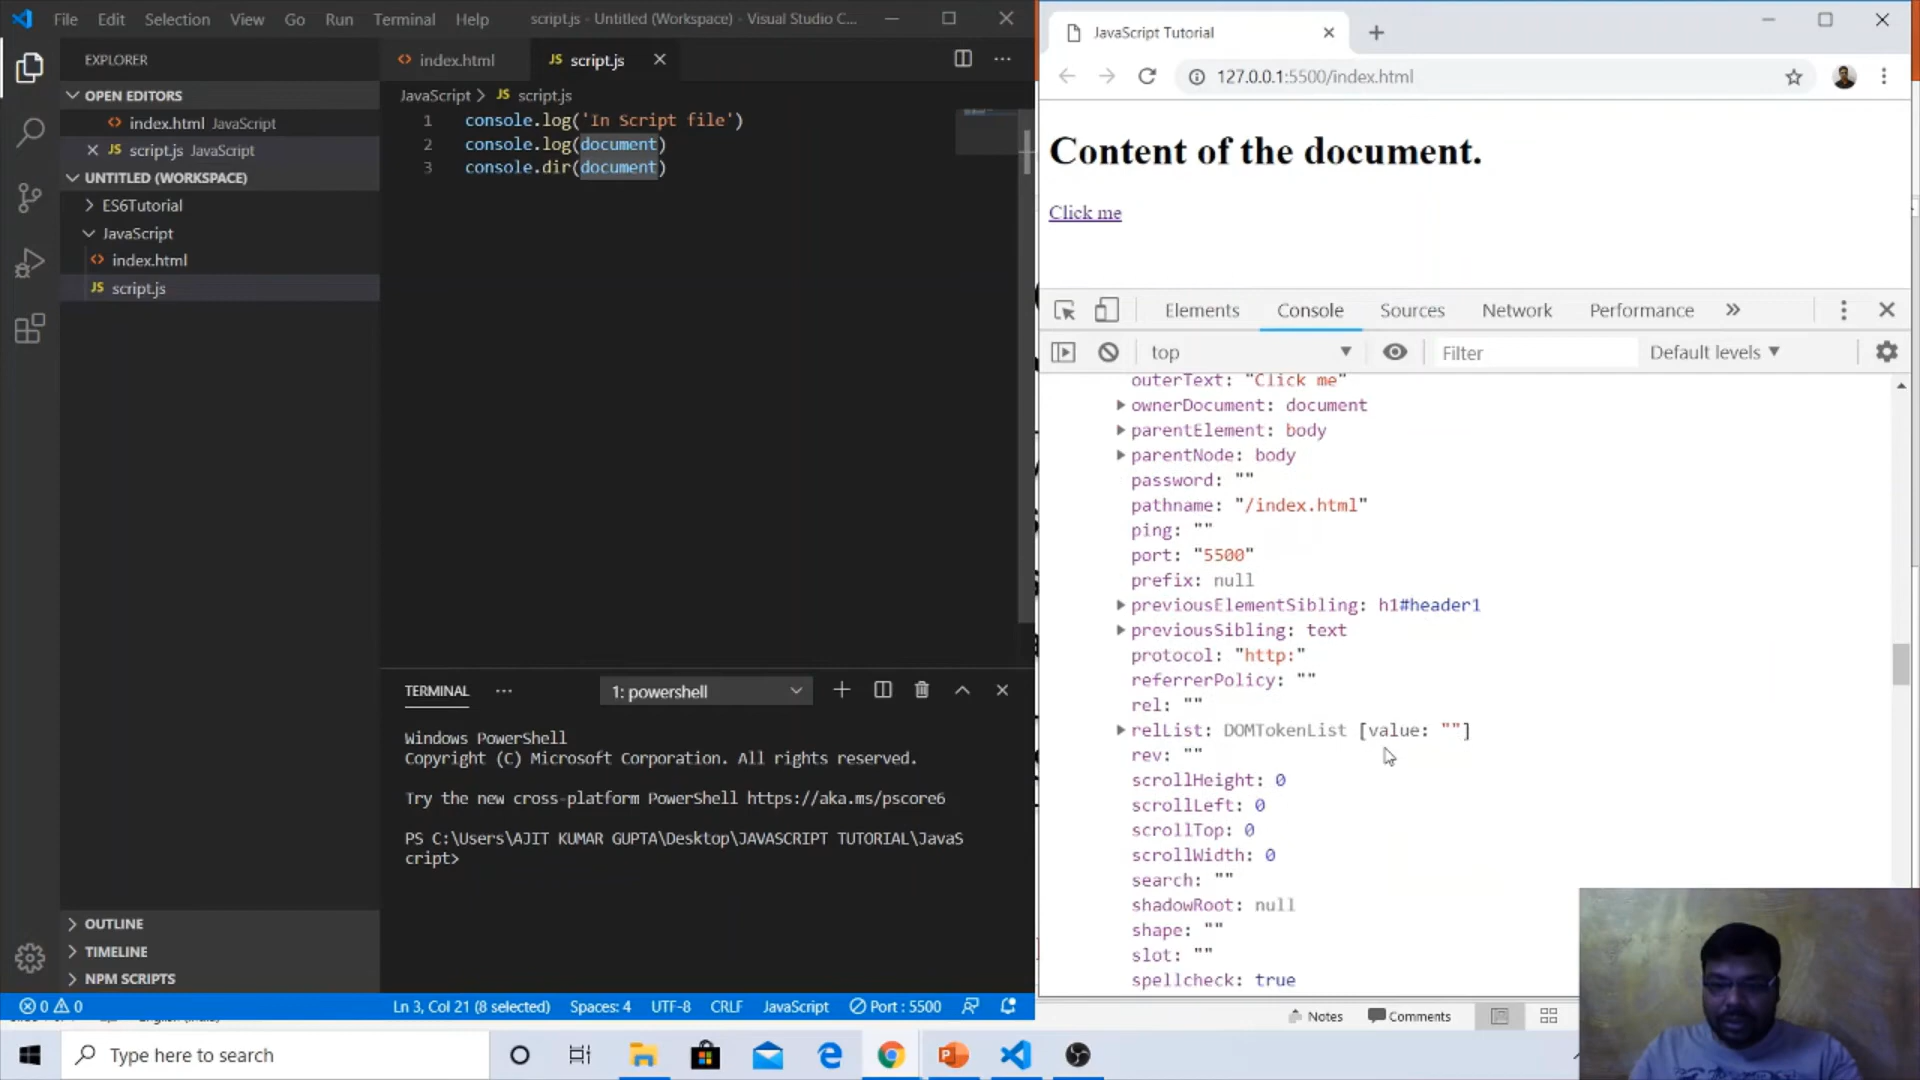 File Edit Selection View Go Run Terminal Help script.js - Untitled (Workspace) - Visual Studio C...
EXPLORER
OPEN EDITORS
index.html JavaScript
script.js JavaScript
UNTITLED (WORKSPACE)
ES6Tutorial
JavaScript
index.html
JS script.js
OUTLINE
TIMELINE
NPM SCRIPTS
index.html JS script.js
JavaScript > JS script.js
1 console.log('In Script file')
2 console.log(document)
3 console.dir(document)
TERMINAL ... 1: powershell
Windows PowerShell
Copyright (C) Microsoft Corporation. All rights reserved.
Try the new cross-platform PowerShell https://aka.ms/pscore6
PS C:\Users\AJIT KUMAR GUPTA\Desktop\JAVASCRIPT TUTORIAL\JavaS
cript>
0 0 Ln 3, Col 21 (8 selected) Spaces: 4 UTF-8 CRLF JavaScript Port : 5500
JavaScript Tutorial
127.0.0.1:5500/index.html
Content of the document.
Click me
Elements Console Sources Network Performance
top Filter Default levels
outerText: "Click me"
ownerDocument: document
parentElement: body
parentNode: body
password: ""
pathname: "/index.html"
ping: ""
port: "5500"
prefix: null
previousElementSibling: h1#header1
previousSibling: text
protocol: "http:"
referrerPolicy: ""
rel: ""
relList: DOMTokenList [value: ""]
rev: ""
scrollHeight: 0
scrollLeft: 0
scrollTop: 0
scrollWidth: 0
search: ""
shadowRoot: null
shape: ""
slot: ""
spellcheck: true
Notes Comments
Type here to search